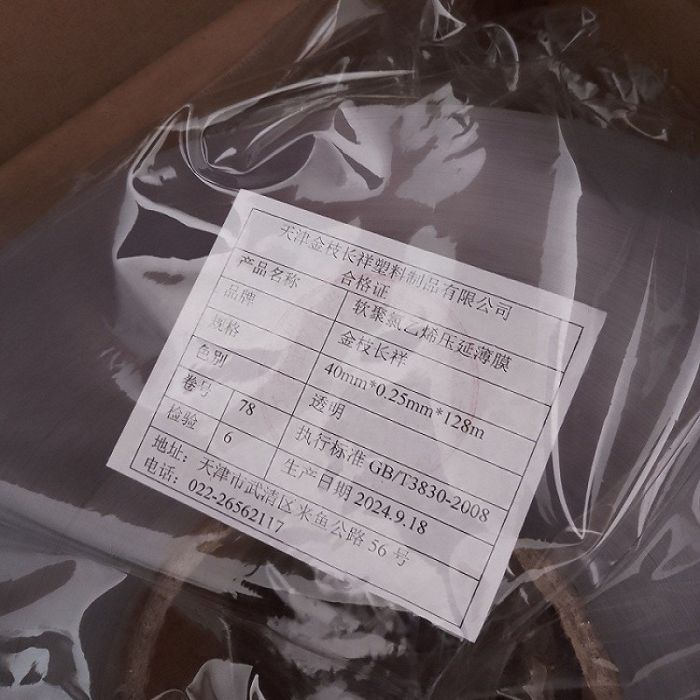 天津金枝长祥塑料制品有限公司
合格证
产品名称 软聚氯乙烯压延薄膜
品牌 金枝长祥
规格 40mm*0.25mm*128m
色别 透明
卷号 78 执行标准 GB/T3830-2008
检验 6 生产日期 2024.9.18
地址: 天津市武清区米鱼公路 56 号
电话: 022-26562117